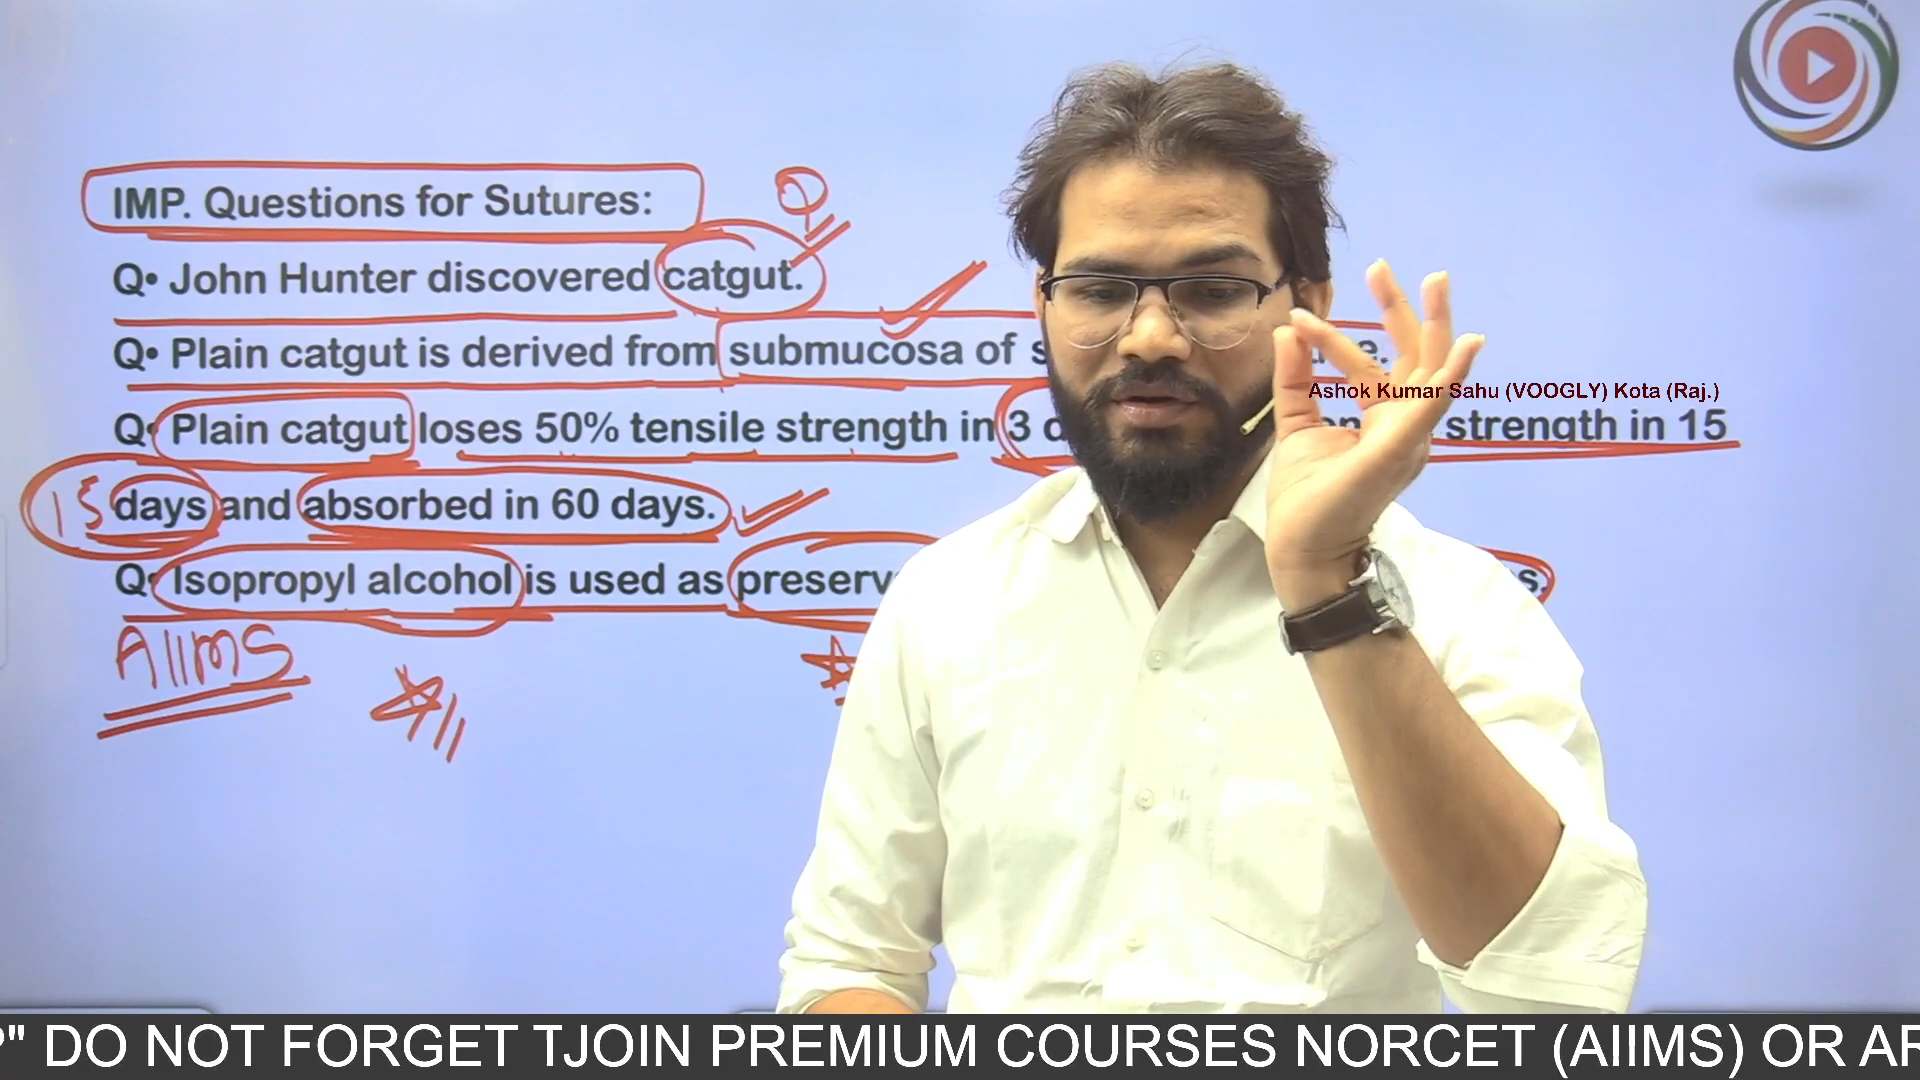 IMP. Questions for Sutures:
Q
Q• John Hunter discovered catgut.
Q• Plain catgut is derived from submucosa of
Ashok Kumar Sahu (VOOGLY) Kota (Raj.)
Q• Plain catgut loses 50% tensile strength in 3 strength in 15
15 days and absorbed in 60 days.
Q• Isopropyl alcohol is used as
AIIMS
DO NOT FORGET TJOIN PREMIUM COURSES NORCET (AIIMS) OR